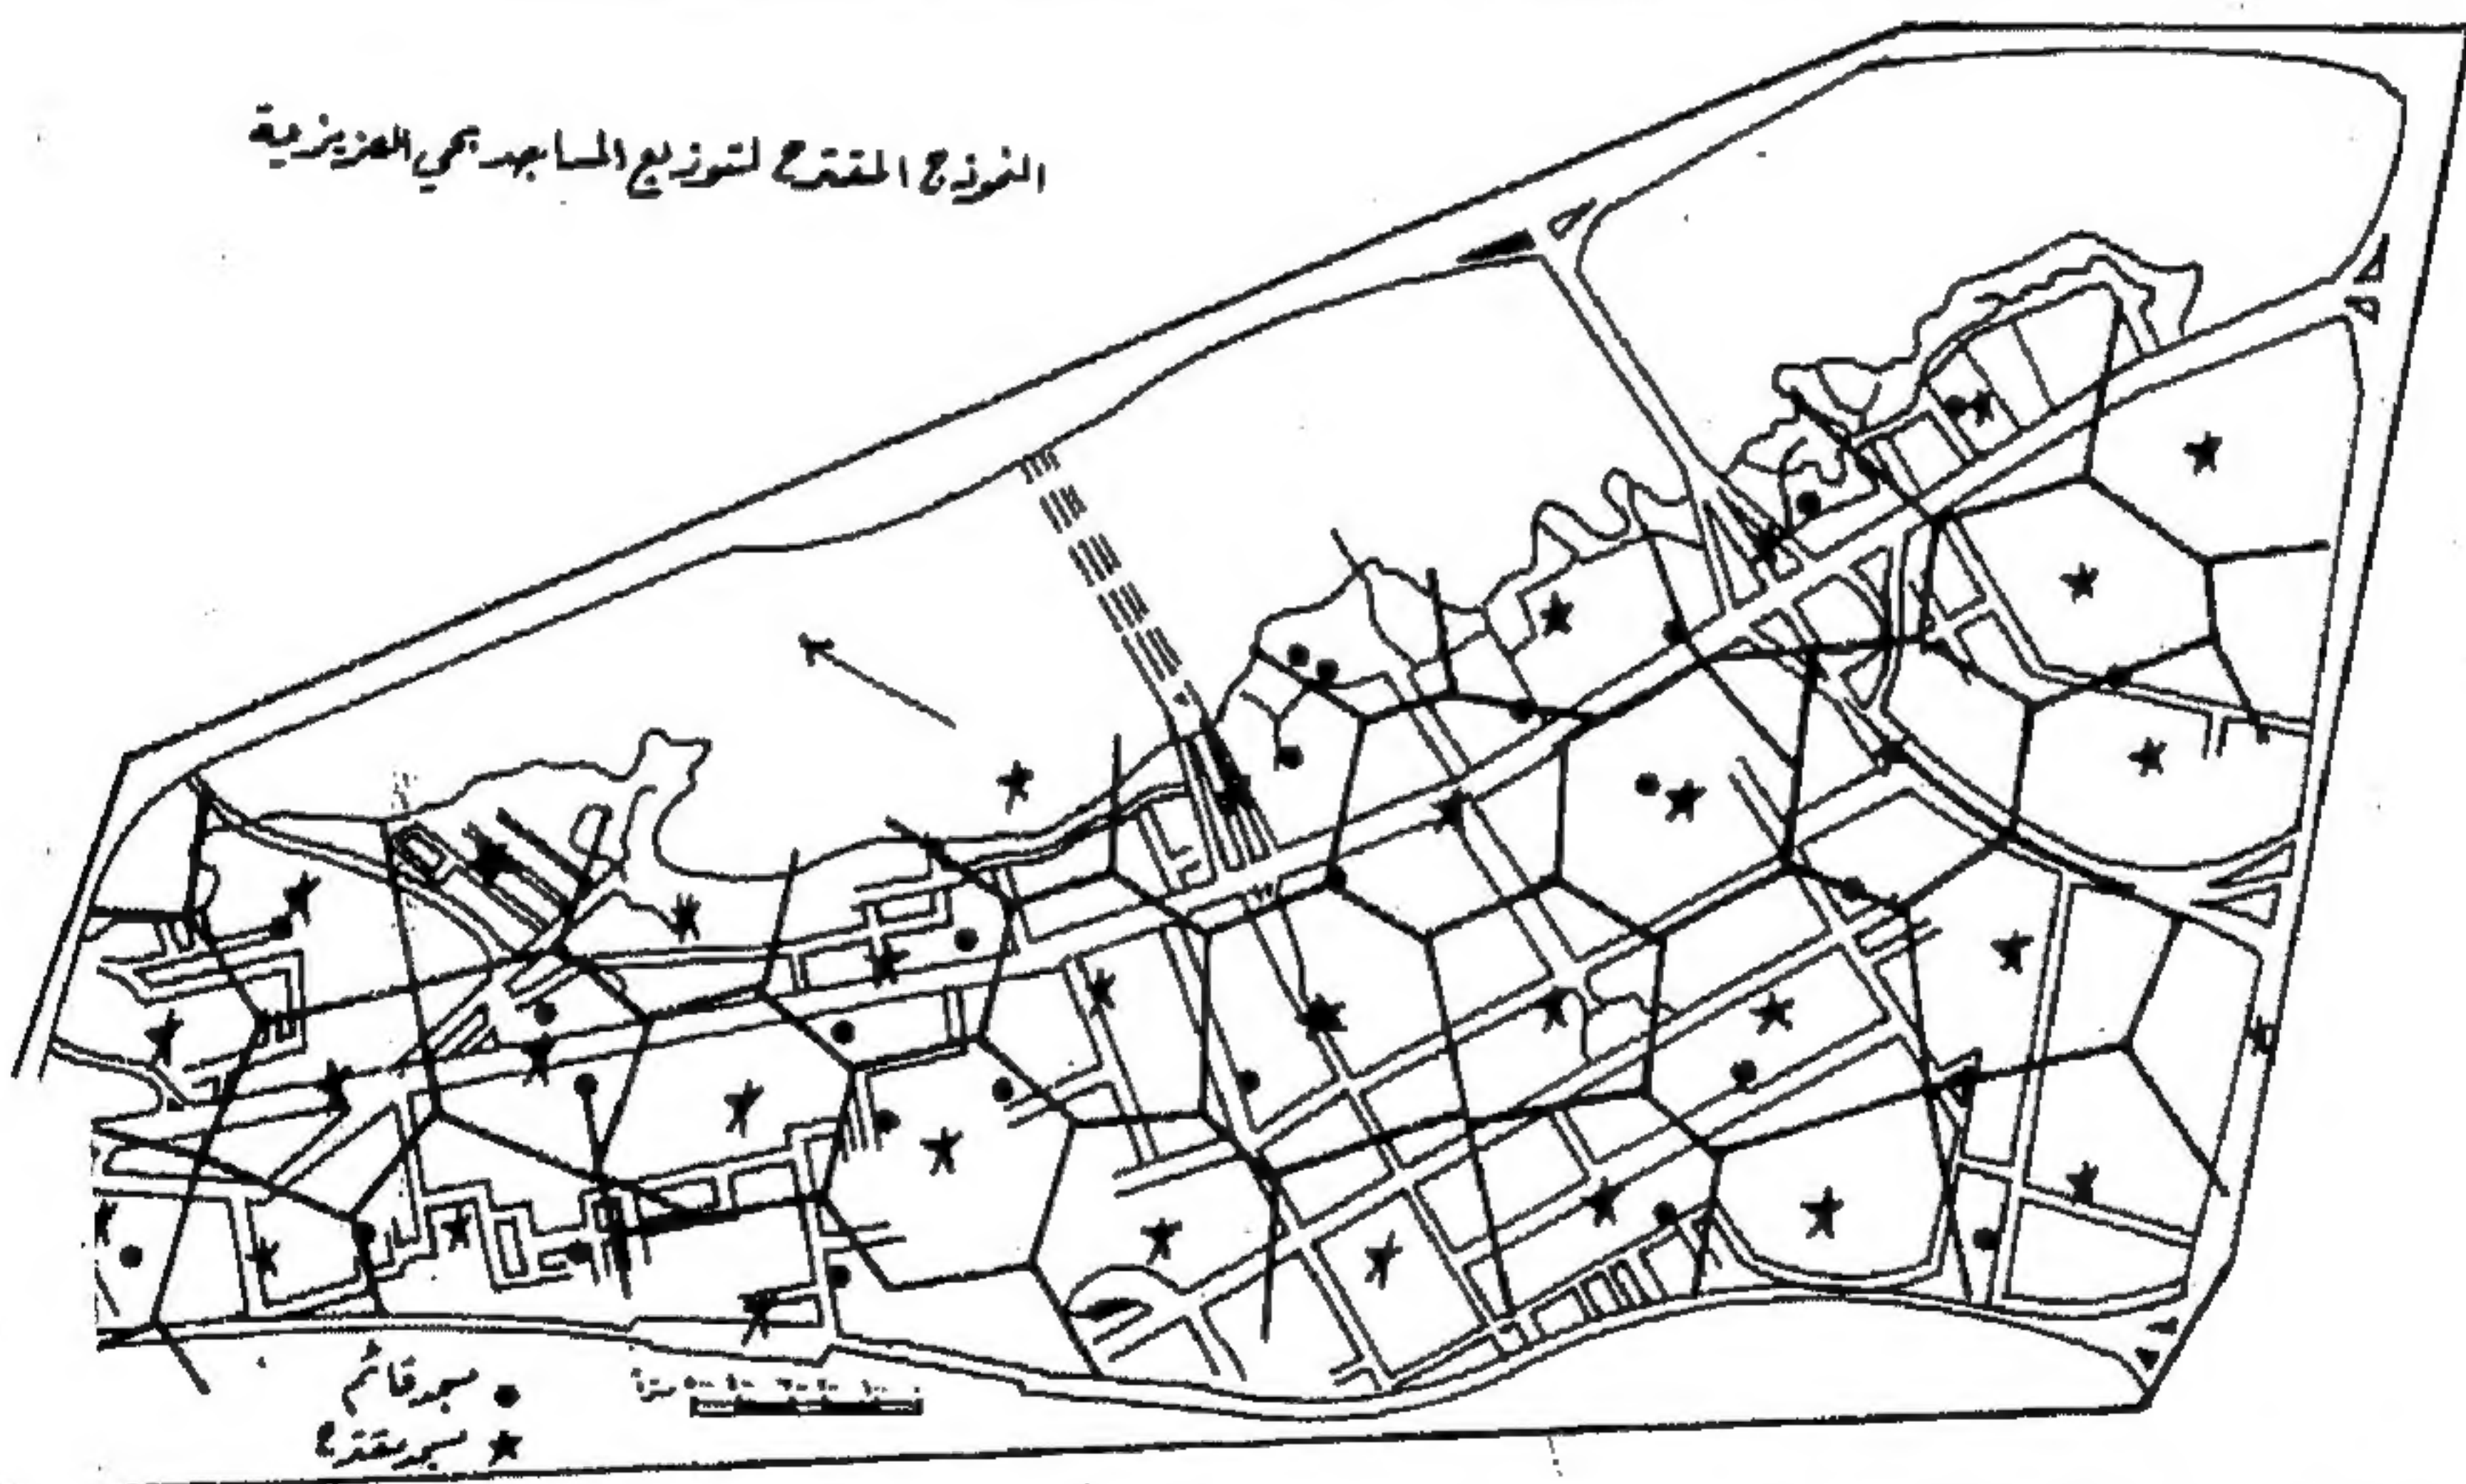 النموذج المقترح لتوزيع المساجد بحي العزيزية
مسجد قائم
مسجد مقترح